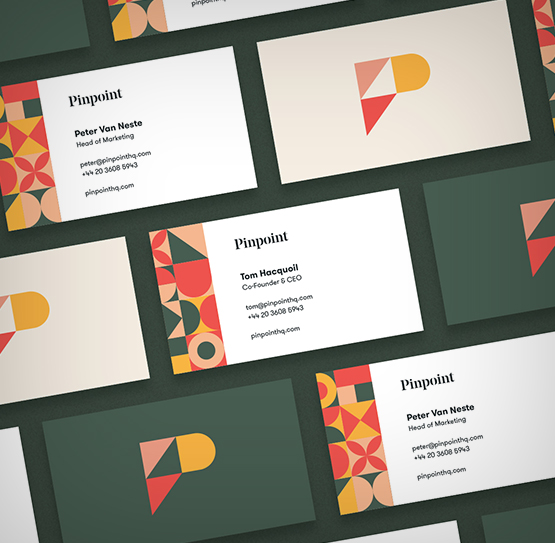 pinpointhq.com
Pinpoint
Peter Van Neste
Head of Marketing
peter@pinpointhq.com
+44 20 3608 5943
pinpointhq.com
Pinpoint
Tom Hacquoil
Co-Founder & CEO
tom@pinpointhq.com
+44 20 3608 5943
pinpointhq.com
Pinpoint
Peter Van Neste
Head of Marketing
peter@pinpointhq.com
+44 20 3608 5943
pinpointhq.com